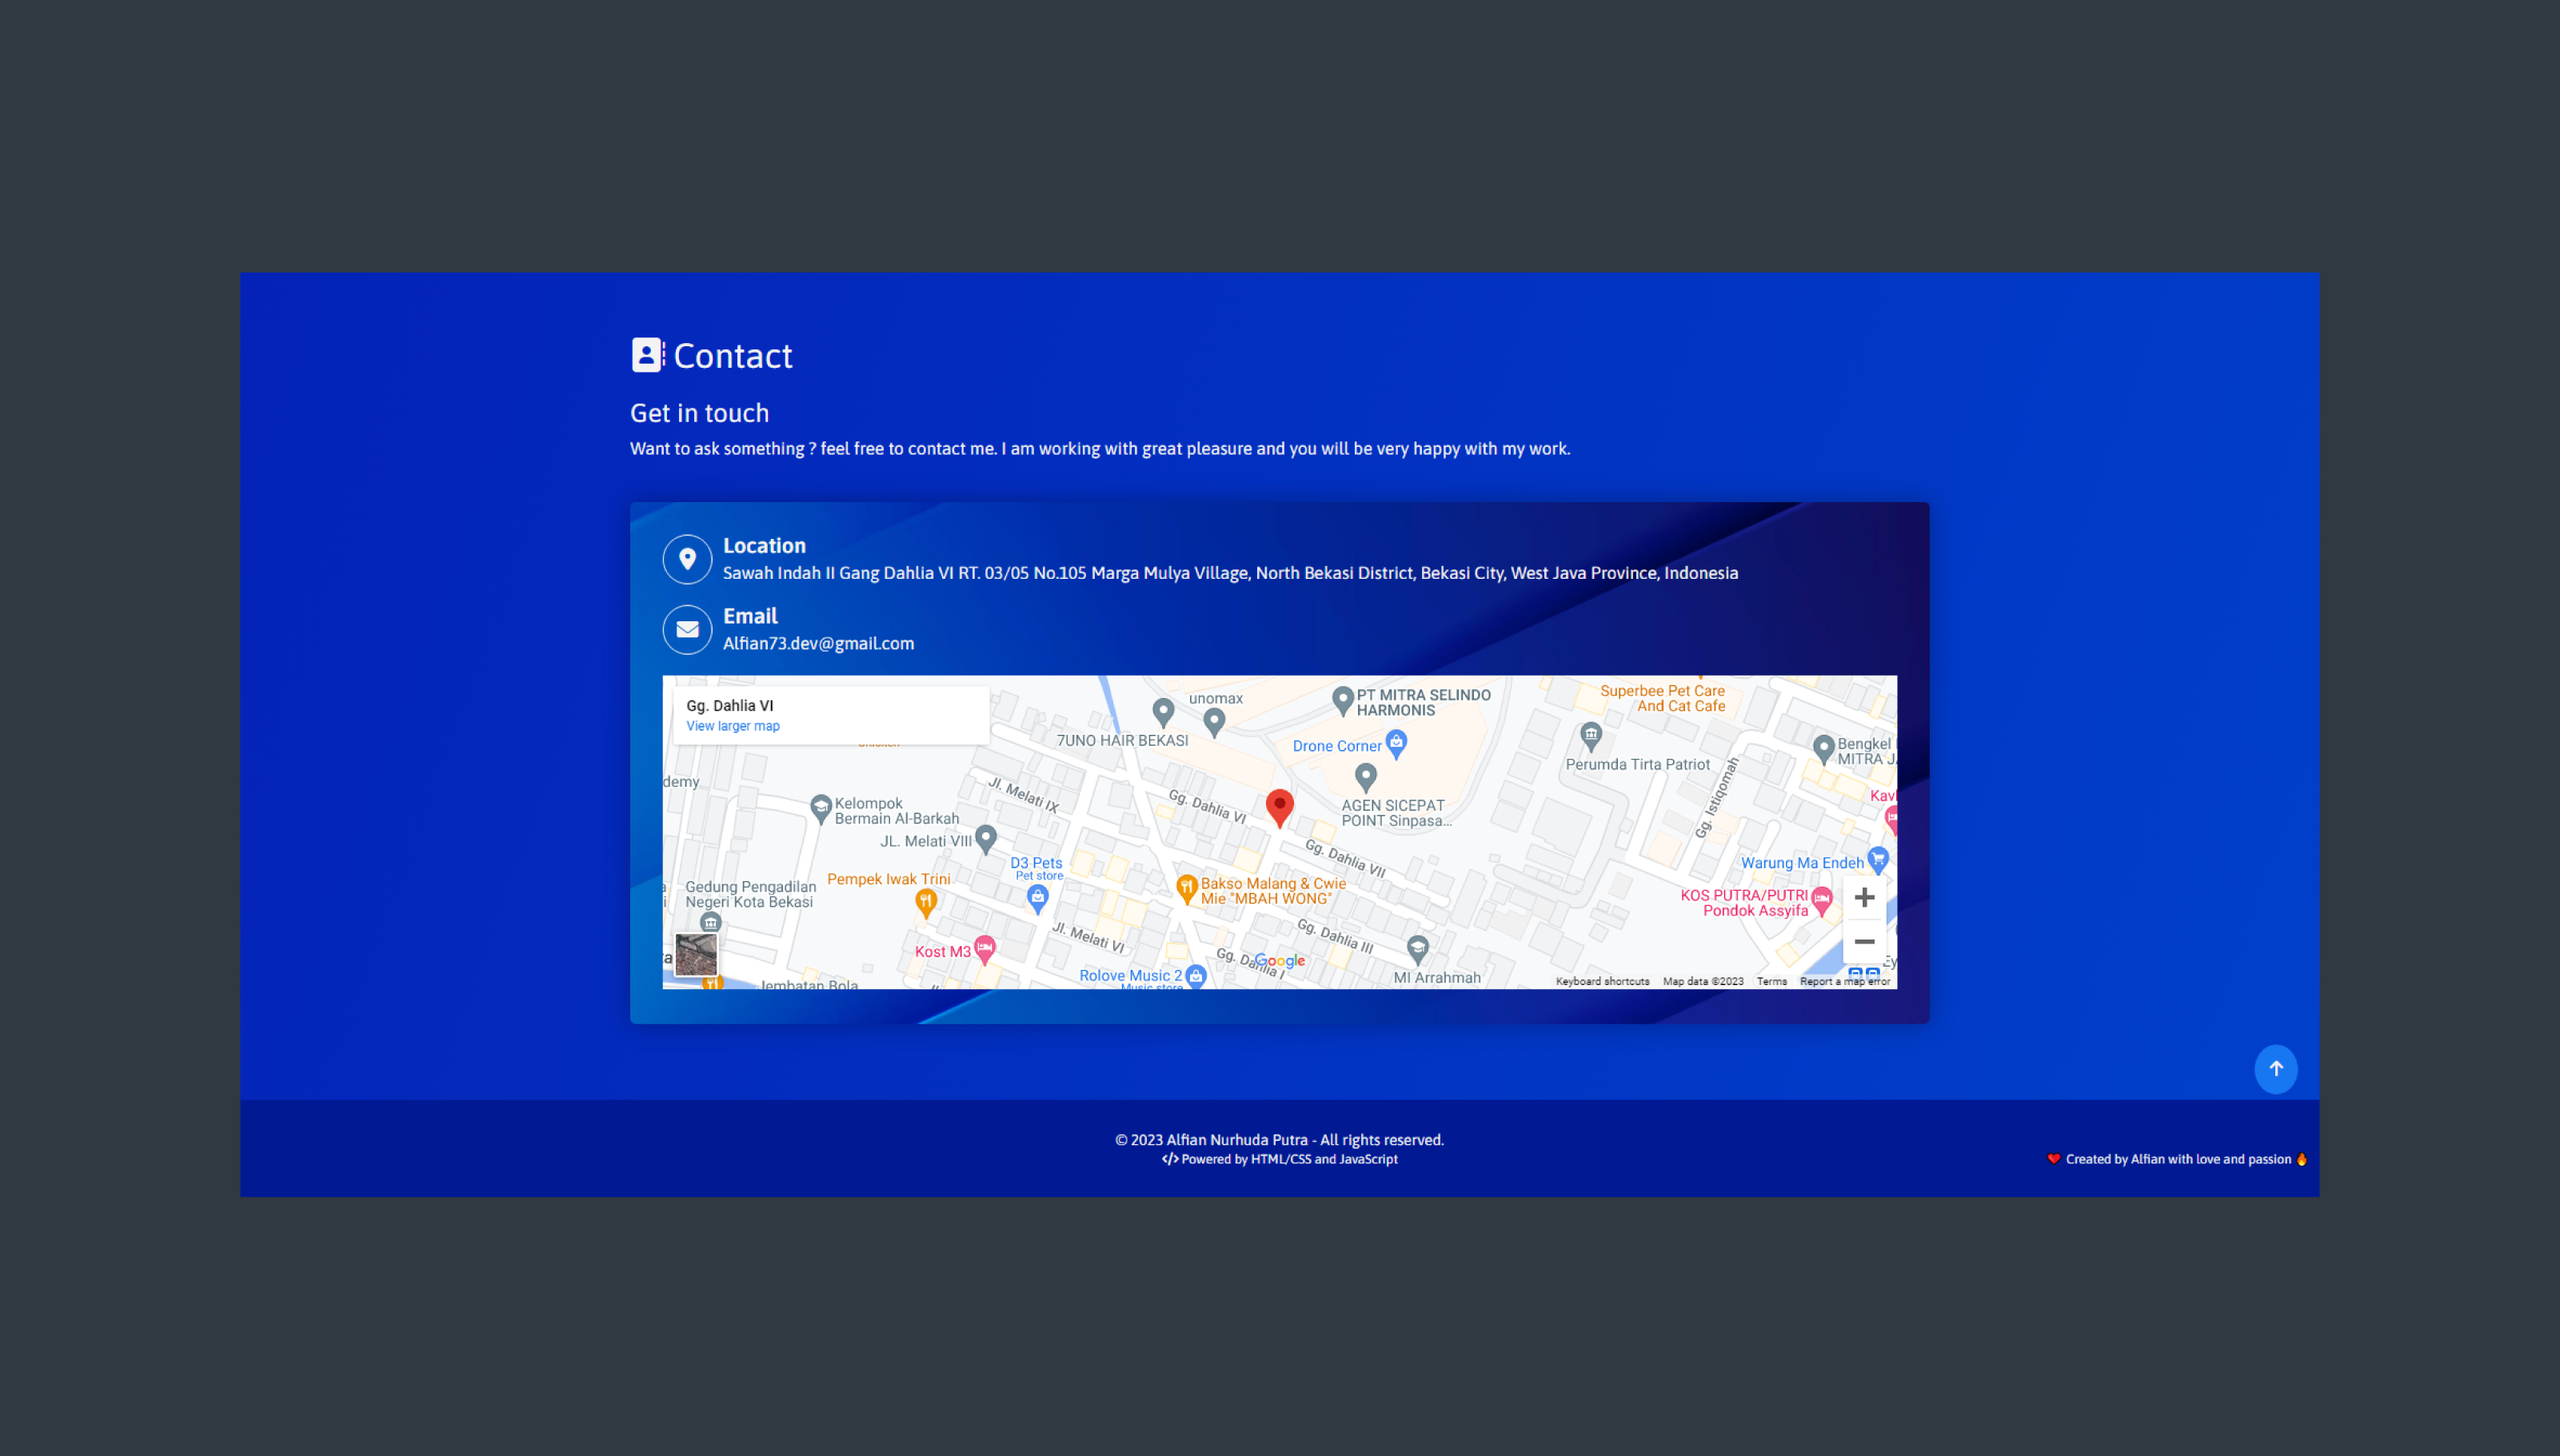 Contact
Get in touch
Want to ask something ? feel free to contact me. I am working with great pleasure and you will be very happy with my work.
Location
Sawah Indah II Gang Dahlia VI RT. 03/05 No.105 Marga Mulya Village, North Bekasi District, Bekasi City, West Java Province, Indonesia
Email
Alfian73.dev@gmail.com
Gg. Dahlia VI
View larger map
unomax
7UNO HAIR BEKASI
PT MITRA SELINDO
HARMONIS
Drone Corner
Superbee Pet Care
And Cat Cafe
Perumda Tirta Patriot
Bengkel
MITRA
demy
Kelompok
Bermain Al-Barkah
JL. Melati VIII
Jl. Melati IX
Gg. Dahlia VI
AGEN SICEPAT
POINT Sinpasa...
Gg. Istiqomah
Gg. Dahlia VII
D3 Pets
Pet store
Pempek Iwak Trini
Gedung Pengadilan
Negeri Kota Bekasi
Bakso Malang & Cwie
Mie "MBAH WONG"
Warung Ma Endeh
KOS PUTRA/PUTRI
Pondok Assyifa
Kost M3
Jl. Melati VI
Gg. Dahlia III
Gg. Dahlia I
Google
MI Arrahmah
Rolove Music 2
Music store
Jembatan Bola
Keyboard shortcuts Map data ©2023 Terms Report a map error
© 2023 Alfian Nurhuda Putra - All rights reserved.
</> Powered by HTML/CSS and JavaScript
❤️ Created by Alfian with love and passion 🔥